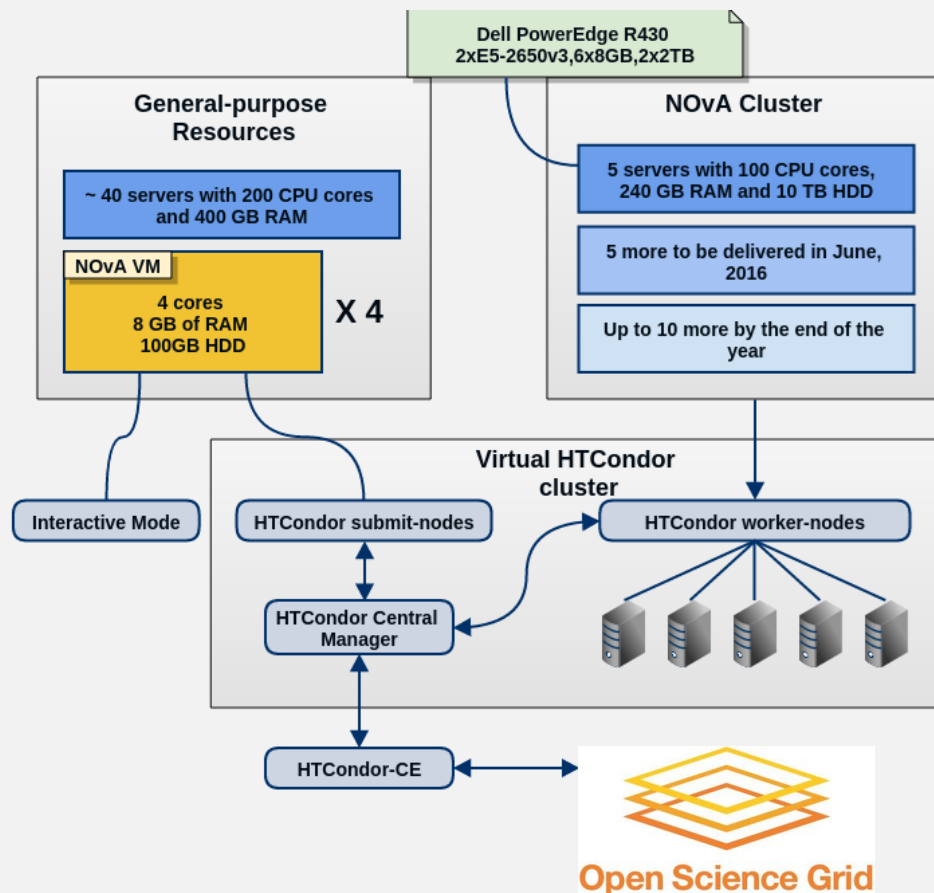 Dell PowerEdge R430
2xE5-2650v3,6x8GB,2x2TB
General-purpose
Resources
~ 40 servers with 200 CPU cores
and 400 GB RAM
NOvA VM
4 cores
8 GB of RAM
100GB HDD
X 4
NOvA Cluster
5 servers with 100 CPU cores,
240 GB RAM and 10 TB HDD
5 more to be delivered in June,
2016
Up to 10 more by the end of the
year
Interactive Mode
Virtual HTCondor
cluster
HTCondor submit-nodes
HTCondor worker-nodes
HTCondor Central
Manager
HTCondor-CE
Open Science Grid